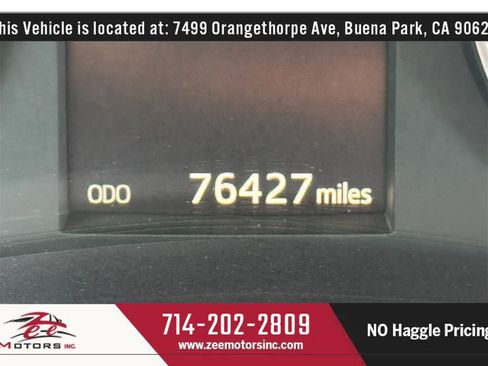 his Vehicle is located at: 7499 Orangethorpe Ave, Buena Park, CA 9062
ODO 76427 miles
Zee
MOTORS INC.
714-202-2809
www.zeemotorsinc.com
NO Haggle Pricing